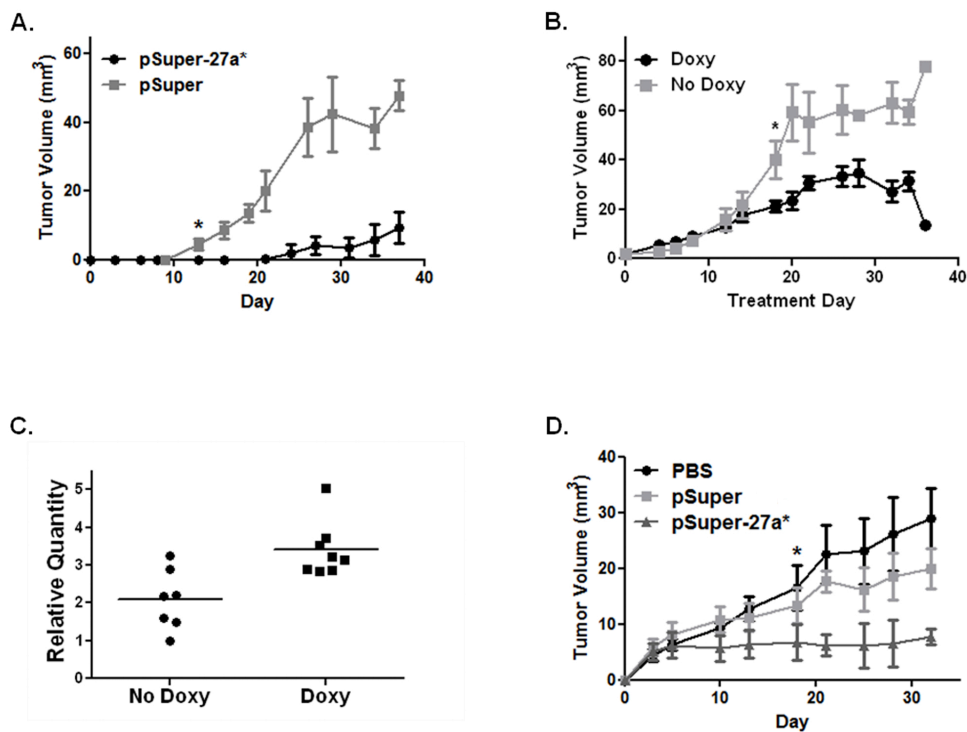 A.
pSuper-27a*
pSuper
Tumor Volume (mm3)
60
40
20
0
*
0 10 20 30 40
Day
B.
Doxy
No Doxy
Tumor Volume (mm3)
80
60
40
20
0
*
0 10 20 30 40
Treatment Day
C.
Relative Quantity
5
4
3
2
1
0
No Doxy Doxy
D.
PBS
pSuper
pSuper-27a*
Tumor Volume (mm3)
40
30
20
10
0
*
0 10 20 30
Day